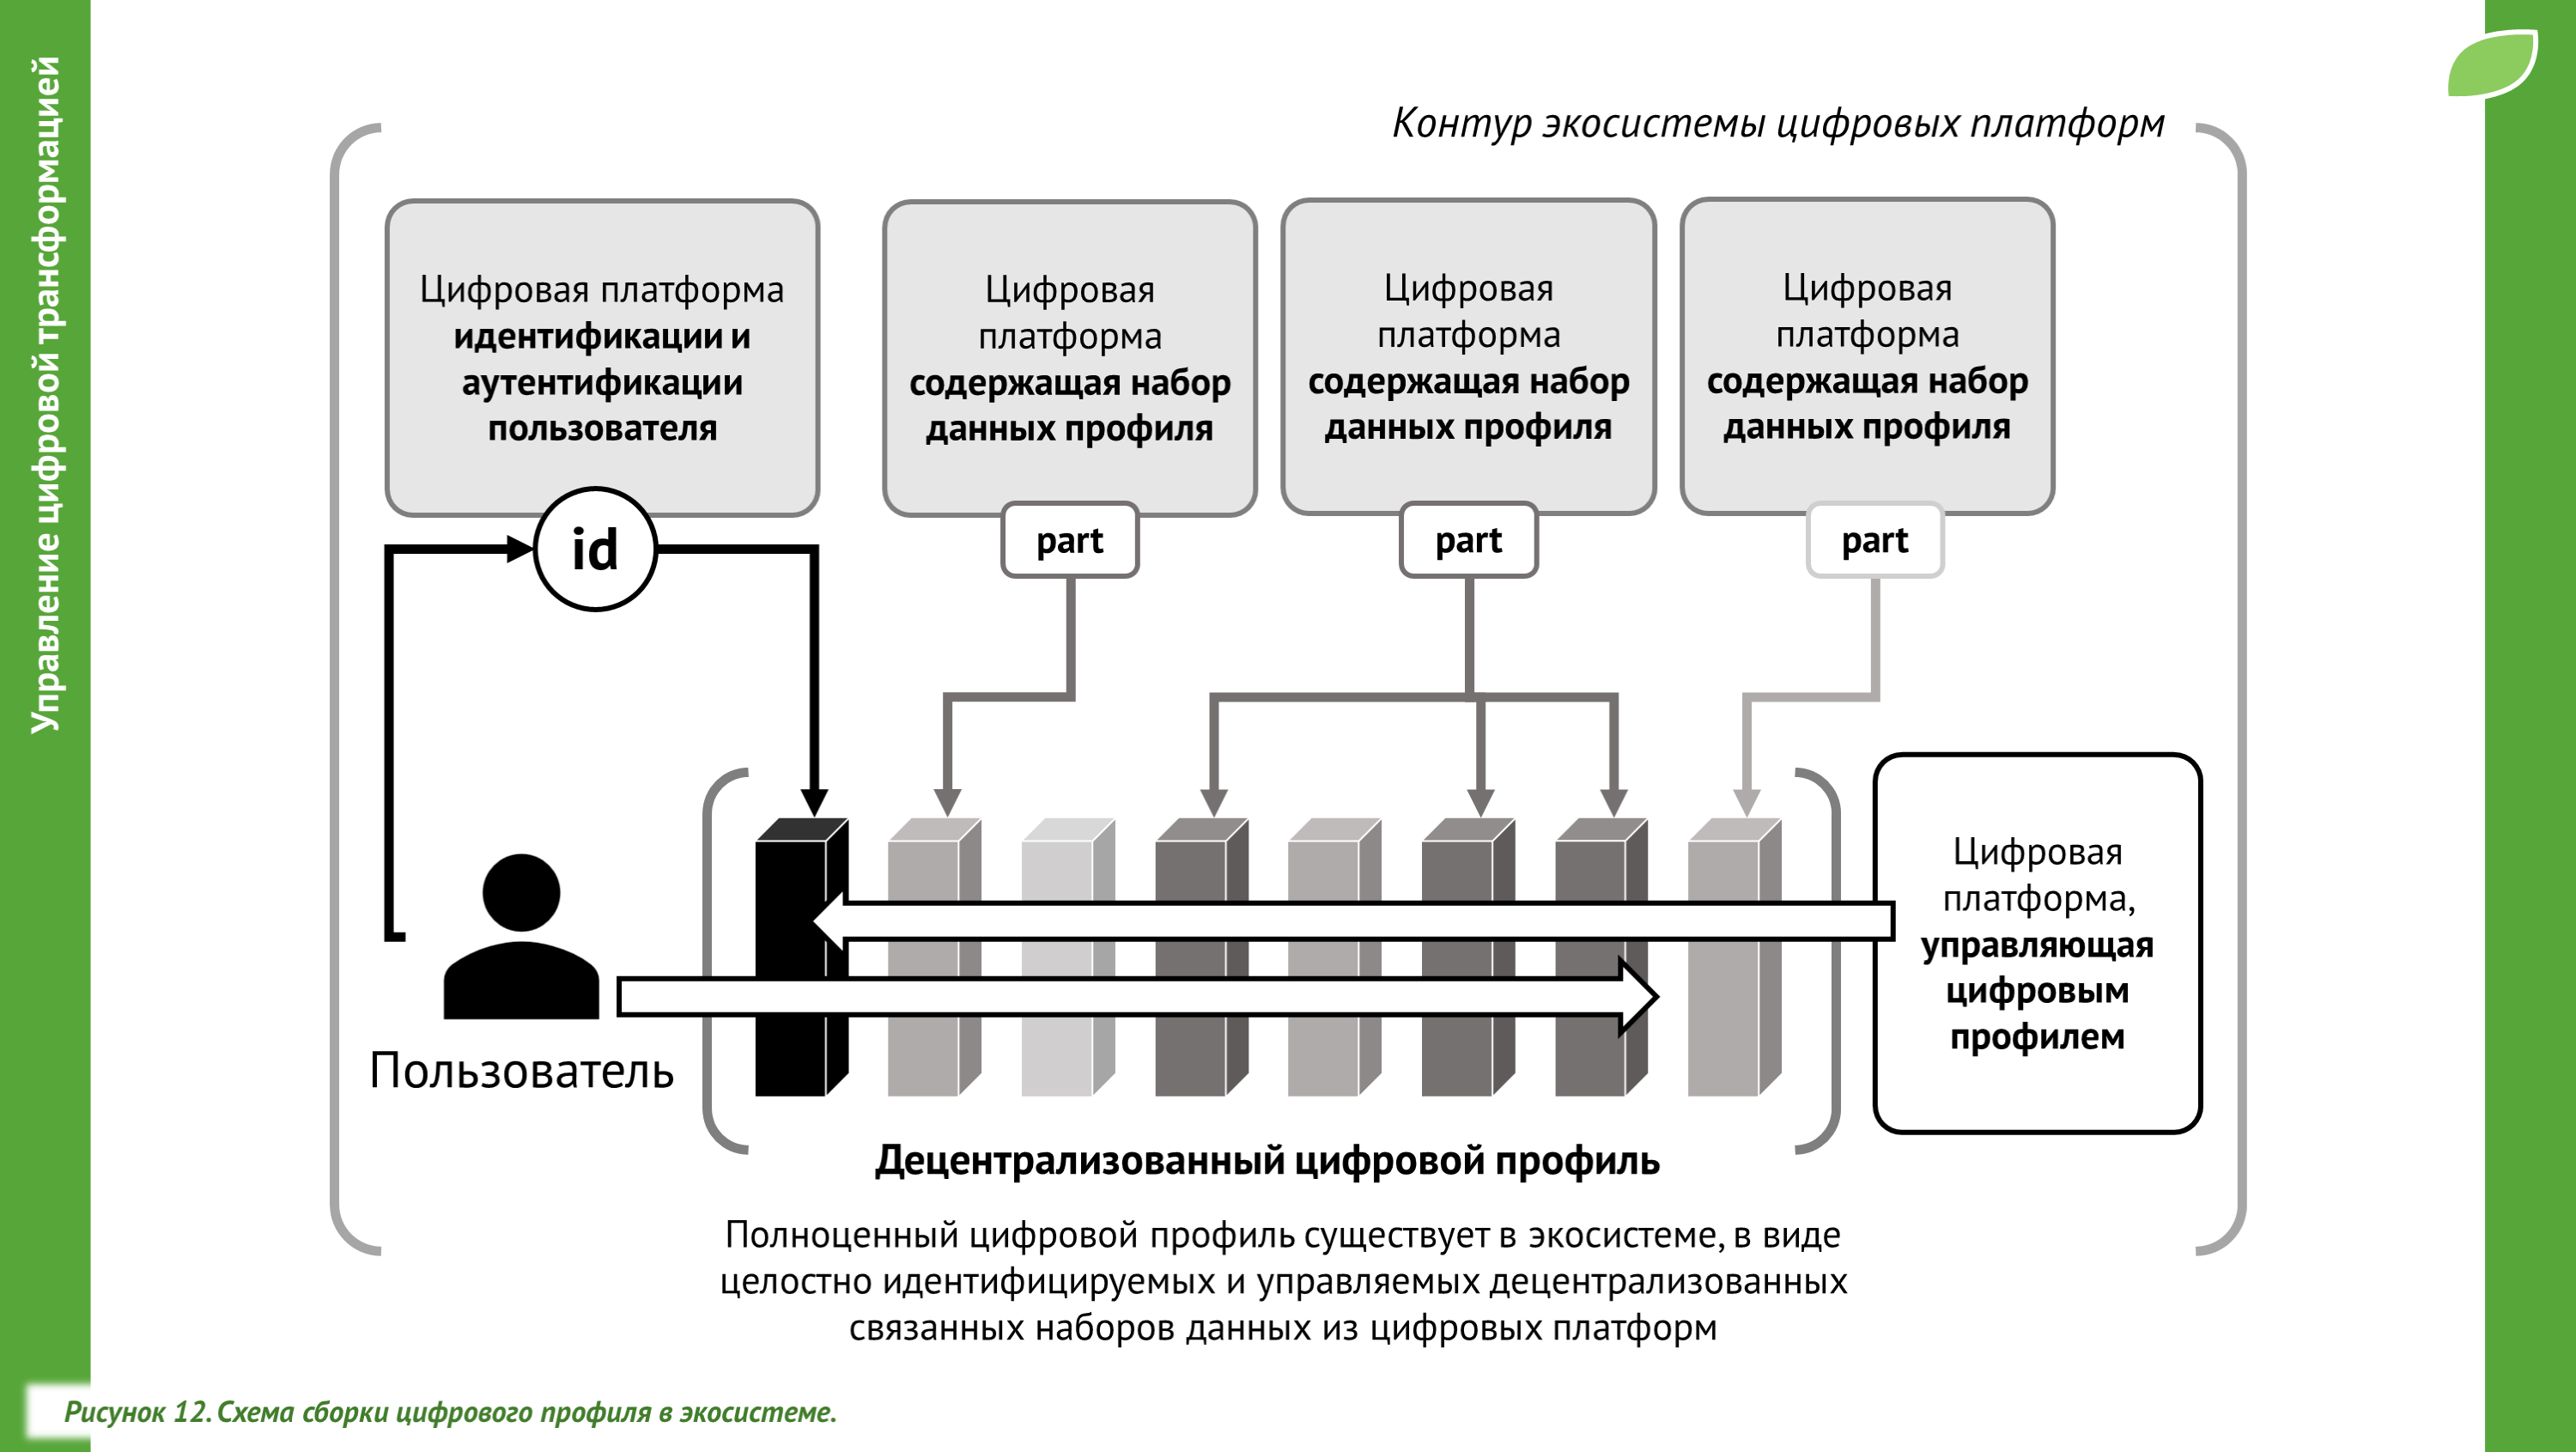 Управление цифровой трансформацией
Контур экосистемы цифровых платформ
Цифровая платформа
идентификации и
аутентификации
пользователя
Цифровая
платформа
содержащая набор
данных профиля
Цифровая
платформа
содержащая набор
данных профиля
Цифровая
платформа
содержащая набор
данных профиля
id
part
part
part
Пользователь
Цифровая
платформа,
управляющая
цифровым
профилем
Децентрализованный цифровой профиль
Полноценный цифровой профиль существует в экосистеме, в виде
целостно идентифицируемых и управляемых децентрализованных
связанных наборов данных из цифровых платформ
Рисунок 12. Схема сборки цифрового профиля в экосистеме.